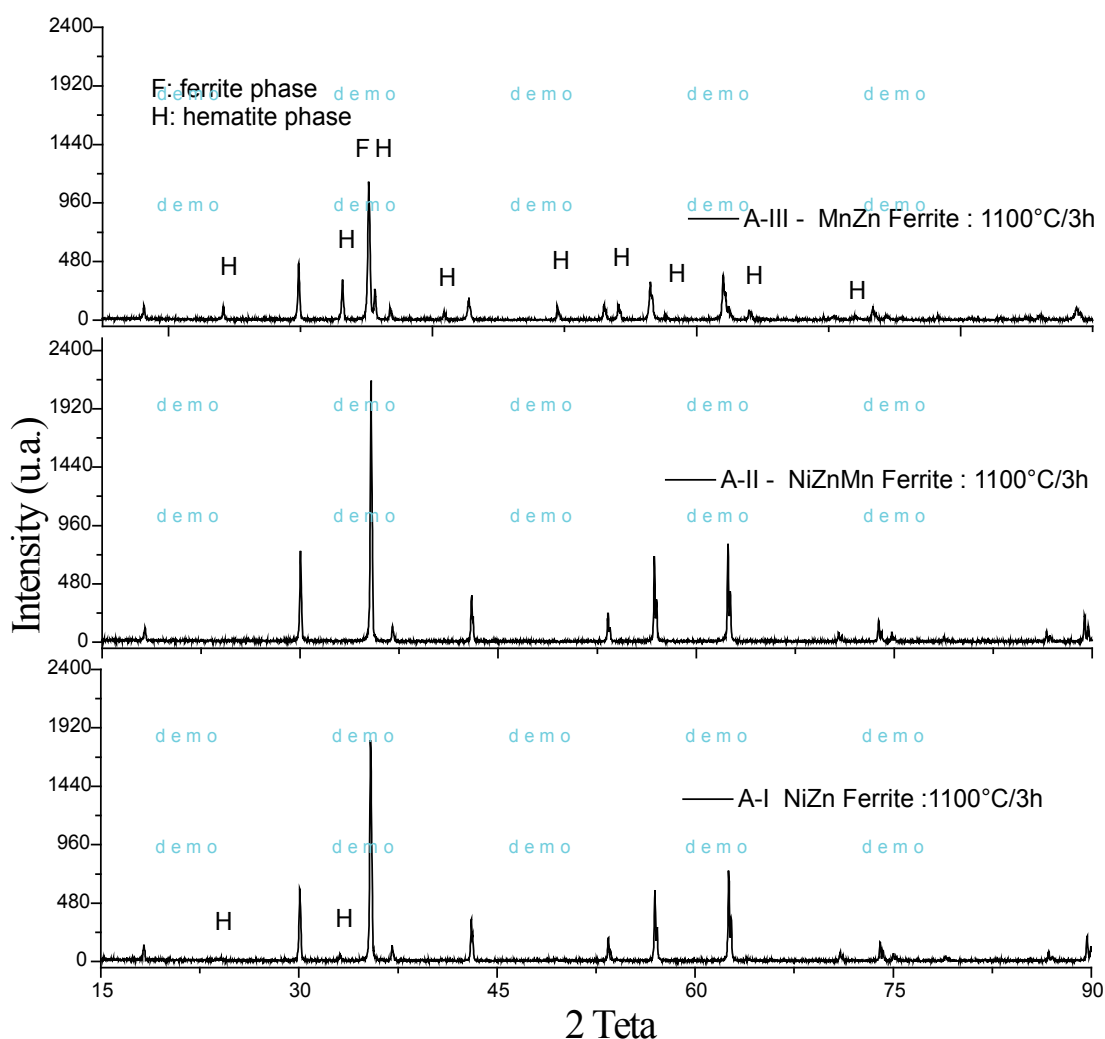 2400
1920
F: ferrite phase
demo demo demo demo demo
H: hematite phase
1440
F H
960
demo demo demo demo demo
A-III - MnZn Ferrite : 1100°C/3h
H
H
H
H
H
H
H
H
480
0
2400
1920
demo demo demo demo demo
1440
A-II - NiZnMn Ferrite : 1100°C/3h
960
demo demo demo demo demo
480
0
Intensity (u.a.)
2400
1920
demo demo demo demo demo
1440
A-I NiZn Ferrite :1100°C/3h
960
demo demo demo demo demo
480
H H
0
15 30 45 60 75 90
2 Teta